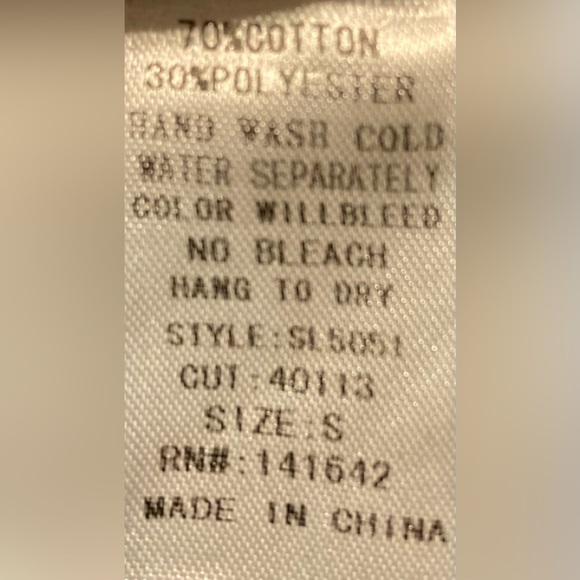 70%COTTON
30%POLYESTER
HAND WASH COLD
WATER SEPARATELY
COLOR WILLBLEED
NO BLEACH
HANG TO DRY
STYLE:SL5051
CUT:40113
SIZE:S
RN#:141642
MADE IN CHINA